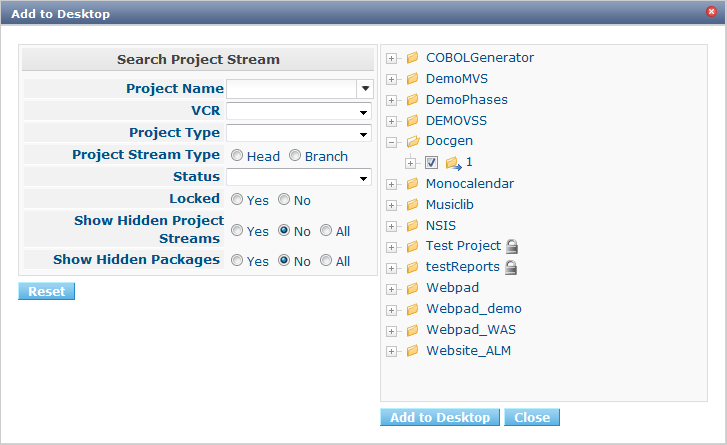 Add to Desktop
Search Project Stream
Project Name
VCR
Project Type
Project Stream Type Head Branch
Status
Locked Yes No
Show Hidden Project
Streams Yes No All
Show Hidden Packages Yes No All
Reset
COBOLGenerator
DemoMVS
DemoPhases
DEMOVSS
Docgen
1
Monocalendar
Musiclib
NSIS
Test Project
testReports
Webpad
Webpad_demo
Webpad_WAS
Website_ALM
Add to Desktop Close